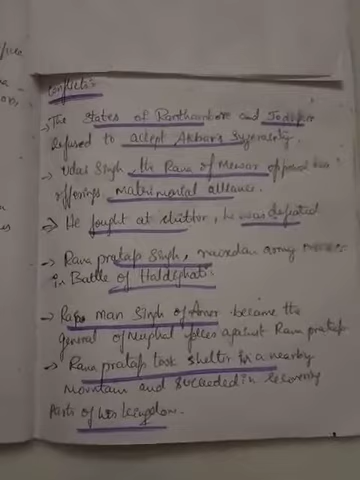 Conflicts:-
→ The States of Ranthambore and Jodhpur
refused to accept Akbar's Supremacy.
→ Udai Singh, the Rana of Mewar opposed his
offerings, matrimonial alliance.
→ He fought at chittor, he was defeated
→ Rana pratap Singh, army
in Battle of Haldighati.
→ Raja man Singh of Amer became the
general of Mughal forces against Rana pratap
→ Rana pratap took shelter in a nearby
Mountain and succeeded in recovering
Parts of his kingdom.